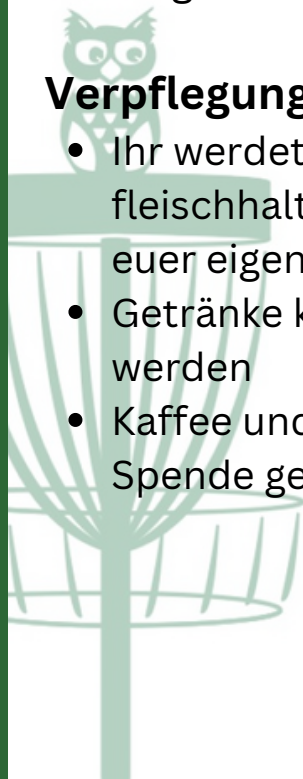 Verpflegung
• Ihr werdet
fleischhalt
euer eigen
• Getränke k
werden
• Kaffee und
Spende ge